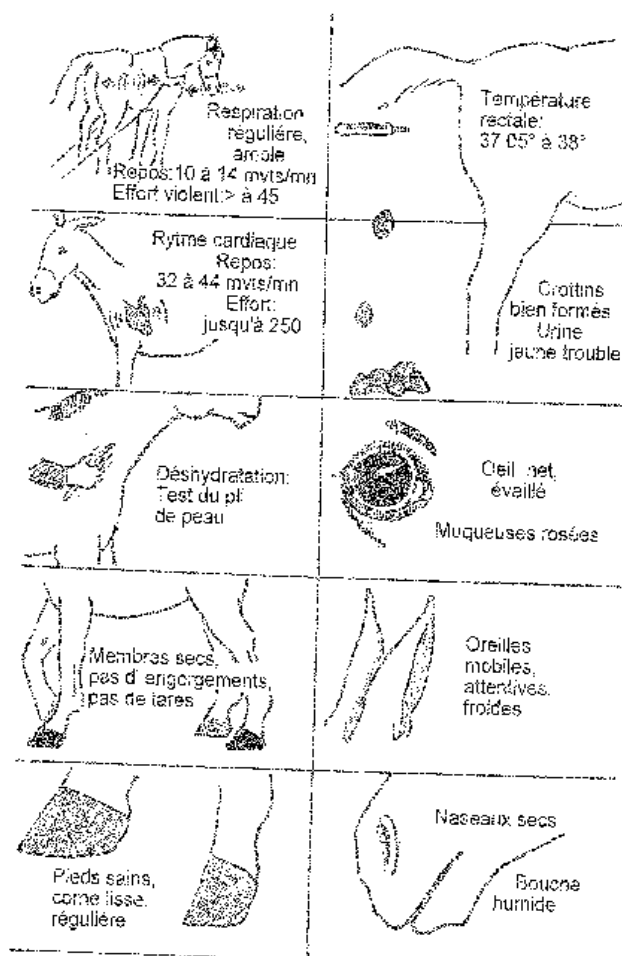 Respiration
régulière,
ample
Repos:10 à 14 mvts/mn
Effort violent:> à 45
Température
rectale:
37 05° à 38°
Rytme cardiaque
Repos:
32 à 44 mvts/mn
Effort:
jusqu'à 250
Crottins
bien formés
Urine
jaune trouble
Déshydratation:
Test du pli
de peau
Oeil net,
évaillé
Muqueuses rosées
Membres secs,
pas d'engorgements,
pas de tares
Oreilles
mobiles,
attentives,
froides
Pieds sains,
corne lisse,
régulière
Naseaux secs
Bouche
humide